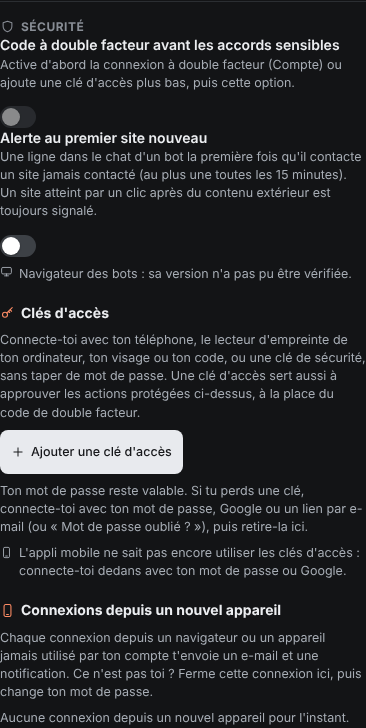 SÉCURITÉ
Code à double facteur avant les accords sensibles
Active d'abord la connexion à double facteur (Compte) ou
ajoute une clé d'accès plus bas, puis cette option.
Alerte au premier site nouveau
Une ligne dans le chat d'un bot la première fois qu'il contacte
un site jamais contacté (au plus une toutes les 15 minutes).
Un site atteint par un clic après du contenu extérieur est
toujours signalé.
Navigateur des bots : sa version n'a pas pu être vérifiée.
Clés d'accès
Connecte-toi avec ton téléphone, le lecteur d'empreinte de
ton ordinateur, ton visage ou ton code, ou une clé de sécurité,
sans taper de mot de passe. Une clé d'accès sert aussi à
approuver les actions protégées ci-dessus, à la place du
code de double facteur.
+ Ajouter une clé d'accès
Ton mot de passe reste valable. Si tu perds une clé,
connecte-toi avec ton mot de passe, Google ou un lien par e-
mail (ou « Mot de passe oublié ? »), puis retire-la ici.
L'appli mobile ne sait pas encore utiliser les clés d'accès :
connecte-toi dedans avec ton mot de passe ou Google.
Connexions depuis un nouvel appareil
Chaque connexion depuis un navigateur ou un appareil
jamais utilisé par ton compte t'envoie un e-mail et une
notification. Ce n'est pas toi ? Ferme cette connexion ici, puis
change ton mot de passe.
Aucune connexion depuis un nouvel appareil pour l'instant.